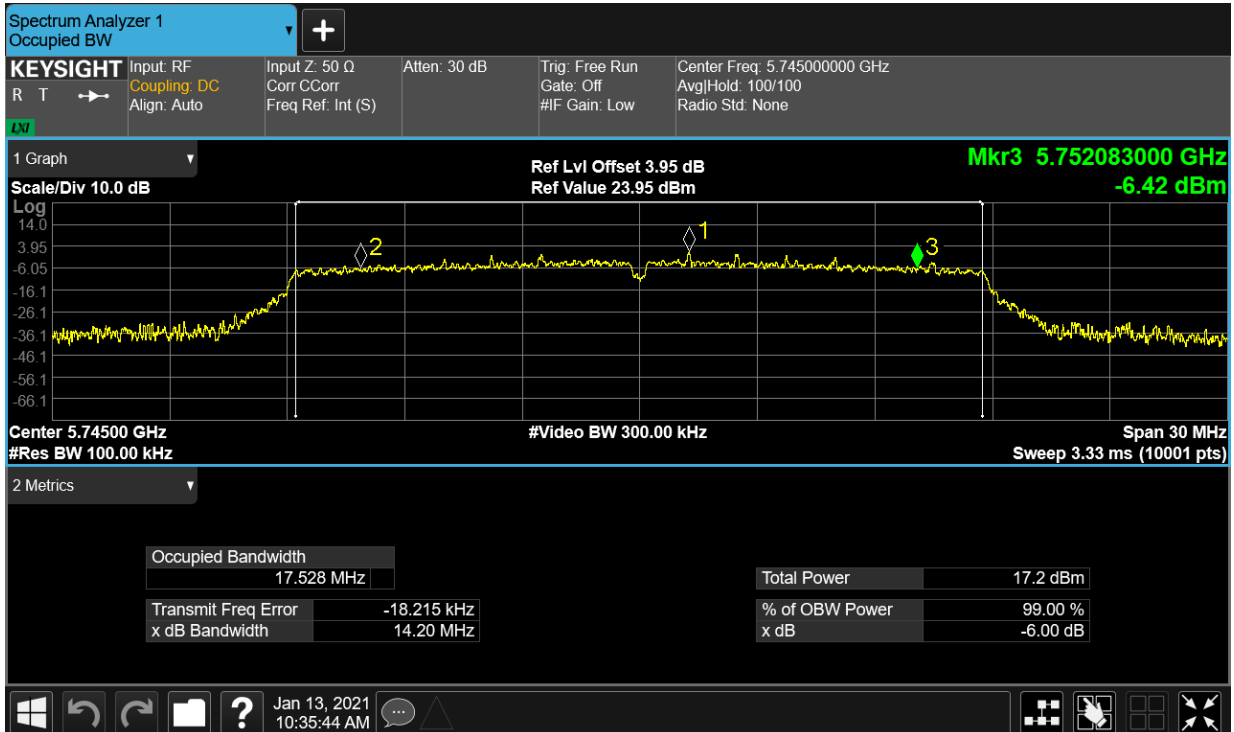 Spectrum Analyzer 1
Occupied BW
KEYSIGHT
R T
LXI
Input: RF
Coupling: DC
Align: Auto
Input Z: 50 Ω
Corr CCorr
Freq Ref: Int (S)
Atten: 30 dB
Trig: Free Run
Gate: Off
#IF Gain: Low
Center Freq: 5.745000000 GHz
Avg|Hold: 100/100
Radio Std: None
1 Graph
Scale/Div 10.0 dB
Ref Lvl Offset 3.95 dB
Ref Value 23.95 dBm
Mkr3 5.752083000 GHz
-6.42 dBm
Log
14.0
3.95
-6.05
-16.1
-26.1
-36.1
-46.1
-56.1
-66.1
2
1
3
Center 5.74500 GHz
#Video BW 300.00 kHz
Span 30 MHz
#Res BW 100.00 kHz
Sweep 3.33 ms (10001 pts)
2 Metrics
Occupied Bandwidth
17.528 MHz
Total Power 17.2 dBm
Transmit Freq Error -18.215 kHz
% of OBW Power 99.00 %
x dB Bandwidth 14.20 MHz
x dB -6.00 dB
?
Jan 13, 2021
10:35:44 AM